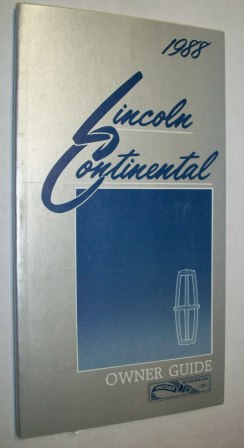 1988
Lincoln
Continental
OWNER GUIDE